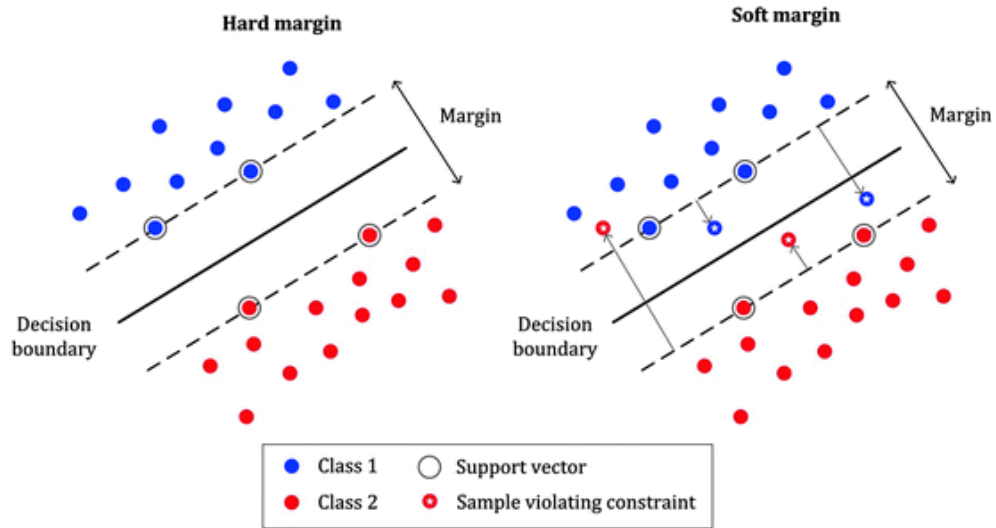 Hard margin
Margin
Decision
boundary
Soft margin
Margin
Decision
boundary
Class 1
Support vector
Class 2
Sample violating constraint